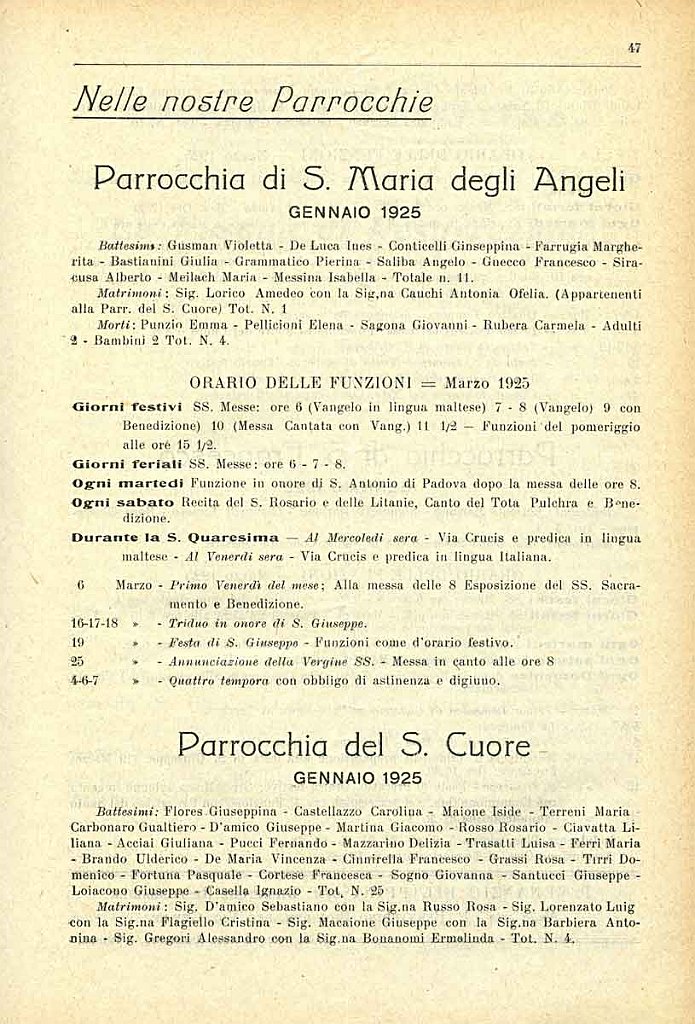 47
Nelle nostre Parrocchie
Parrocchia di S. Maria degli Angeli
GENNAIO 1925
Battesimi: Gusman Violetta - De Luca Ines - Conticelli Ginseppina - Farrugia Marghe-
rita - Bastianini Giulia - Grammatico Pierina - Saliba Angelo - Gnecco Francesco - Sira-
cusa Alberto - Meilach Maria - Messina Isabella - Totale n. 11.
Matrimoni: Sig. Lorico Amedeo con la Sig,na Cauchi Antonia Ofelia. (Appartenenti
alla Parr. del S. Cuore) Tot. N. 1
Morti: Punzio Emma - Pellicioni Elena - Sagona Giovanni - Rubera Carmela - Adulti
2 - Bambini 2 Tot. N. 4.
ORARIO DELLE FUNZIONI = Marzo 1925
Giorni festivi SS. Messe: ore 6 (Vangelo in lingua maltese) 7 - 8 (Vangelo) 9 con
Benedizione) 10 (Messa Cantata con Vang.) 11 1/2 — Funzioni del pomeriggio
alle ore 15 1/2.
Giorni feriali SS. Messe: ore 6 - 7 - 8.
Ogni martedi Funzione in onore di S. Antonio di Padova dopo la messa delle ore 8.
Ogni sabato Recita del S. Rosario e delle Litanie, Canto del Tota Pulchra e Bene-
dizione.
Durante la S. Quaresima — Al Mercoledi sera - Via Crucis e predica in lingua
maltese - Al Venerdi sera - Via Crucis e predica in lingua Italiana.
6 Marzo - Primo Venerdì del mese; Alla messa delle 8 Esposizione del SS. Sacra-
mento e Benedizione.
16-17-18 » - Triduo in onore di S. Giuseppe.
19 » - Festa di S. Giuseppe - Funzioni come d'orario festivo.
25 » - Annunciazione della Vergine SS. - Messa in canto alle ore 8
4-6-7 » - Quattro tempora con obbligo di astinenza e digiuno.
Parrocchia del S. Cuore
GENNAIO 1925
Battesimi: Flores Giuseppina - Castellazzo Carolina - Maione Iside - Terreni Maria
Carbonaro Gualtiero - D'amico Giuseppe - Martina Giacomo - Rosso Rosario - Ciavatta Li-
liana - Acciai Giuliana - Pucci Fernando - Mazzarino Delizia - Trasatti Luisa - Ferri Maria
- Brando Ulderico - De Maria Vincenza - Cinnirella Francesco - Grassi Rosa - Tirri Do-
menico - Fortuna Pasquale - Cortese Francesca - Sogno Giovanna - Santucci Giuseppe -
Loiacono Giuseppe - Casella Ignazio - Tot, N. 25
Matrimoni: Sig. D'amico Sebastiano con la Sig.na Russo Rosa - Sig. Lorenzato Luig
con la Sig.na Flagiello Cristina - Sig. Macaione Giuseppe con la Sig.na Barbiera Anto-
nina - Sig. Gregori Alessandro con la Sig.na Bonanomi Ermelinda - Tot. N. 4.